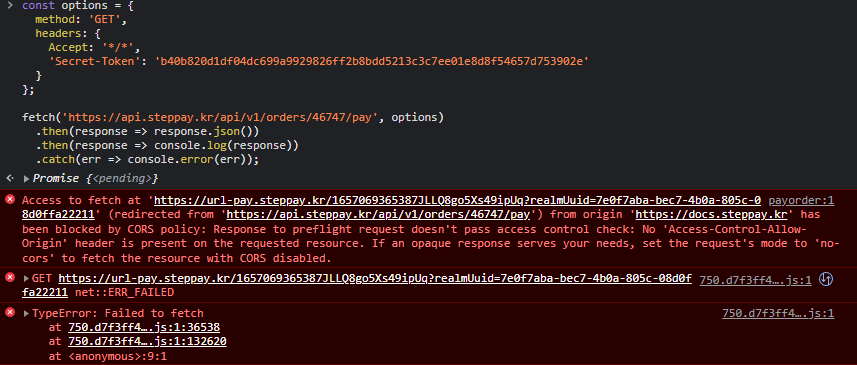 const options = {
  method: 'GET',
  headers: {
    Accept: '*/*',
    'Secret-Token': 'b40b820d1df04dc699a9929826ff2b8bdd5213c3c7ee01e8d8f54657d753902e'
  }
};

fetch('https://api.steppay.kr/api/v1/orders/46747/pay', options)
  .then(response => response.json())
  .then(response => console.log(response))
  .catch(err => console.error(err));
Promise {<pending>}
Access to fetch at 'https://url-pay.steppay.kr/1657069365387JLLQ8go5Xs49ipUq?realmUuid=7e0f7aba-bec7-4b0a-805c-0 payorder:1
8d0ffa22211' (redirected from 'https://api.steppay.kr/api/v1/orders/46747/pay') from origin 'https://docs.steppay.kr' has
been blocked by CORS policy: Response to preflight request doesn't pass access control check: No 'Access-Control-Allow-
Origin' header is present on the requested resource. If an opaque response serves your needs, set the request's mode to 'no-
cors' to fetch the resource with CORS disabled.
GET https://url-pay.steppay.kr/1657069365387JLLQ8go5Xs49ipUq?realmUuid=7e0f7aba-bec7-4b0a-805c-08d0f 750.d7f3ff4….js:1
fa22211 net::ERR_FAILED
TypeError: Failed to fetch 750.d7f3ff4….js:1
    at 750.d7f3ff4….js:1:36538
    at 750.d7f3ff4….js:1:132620
    at <anonymous>:9:1